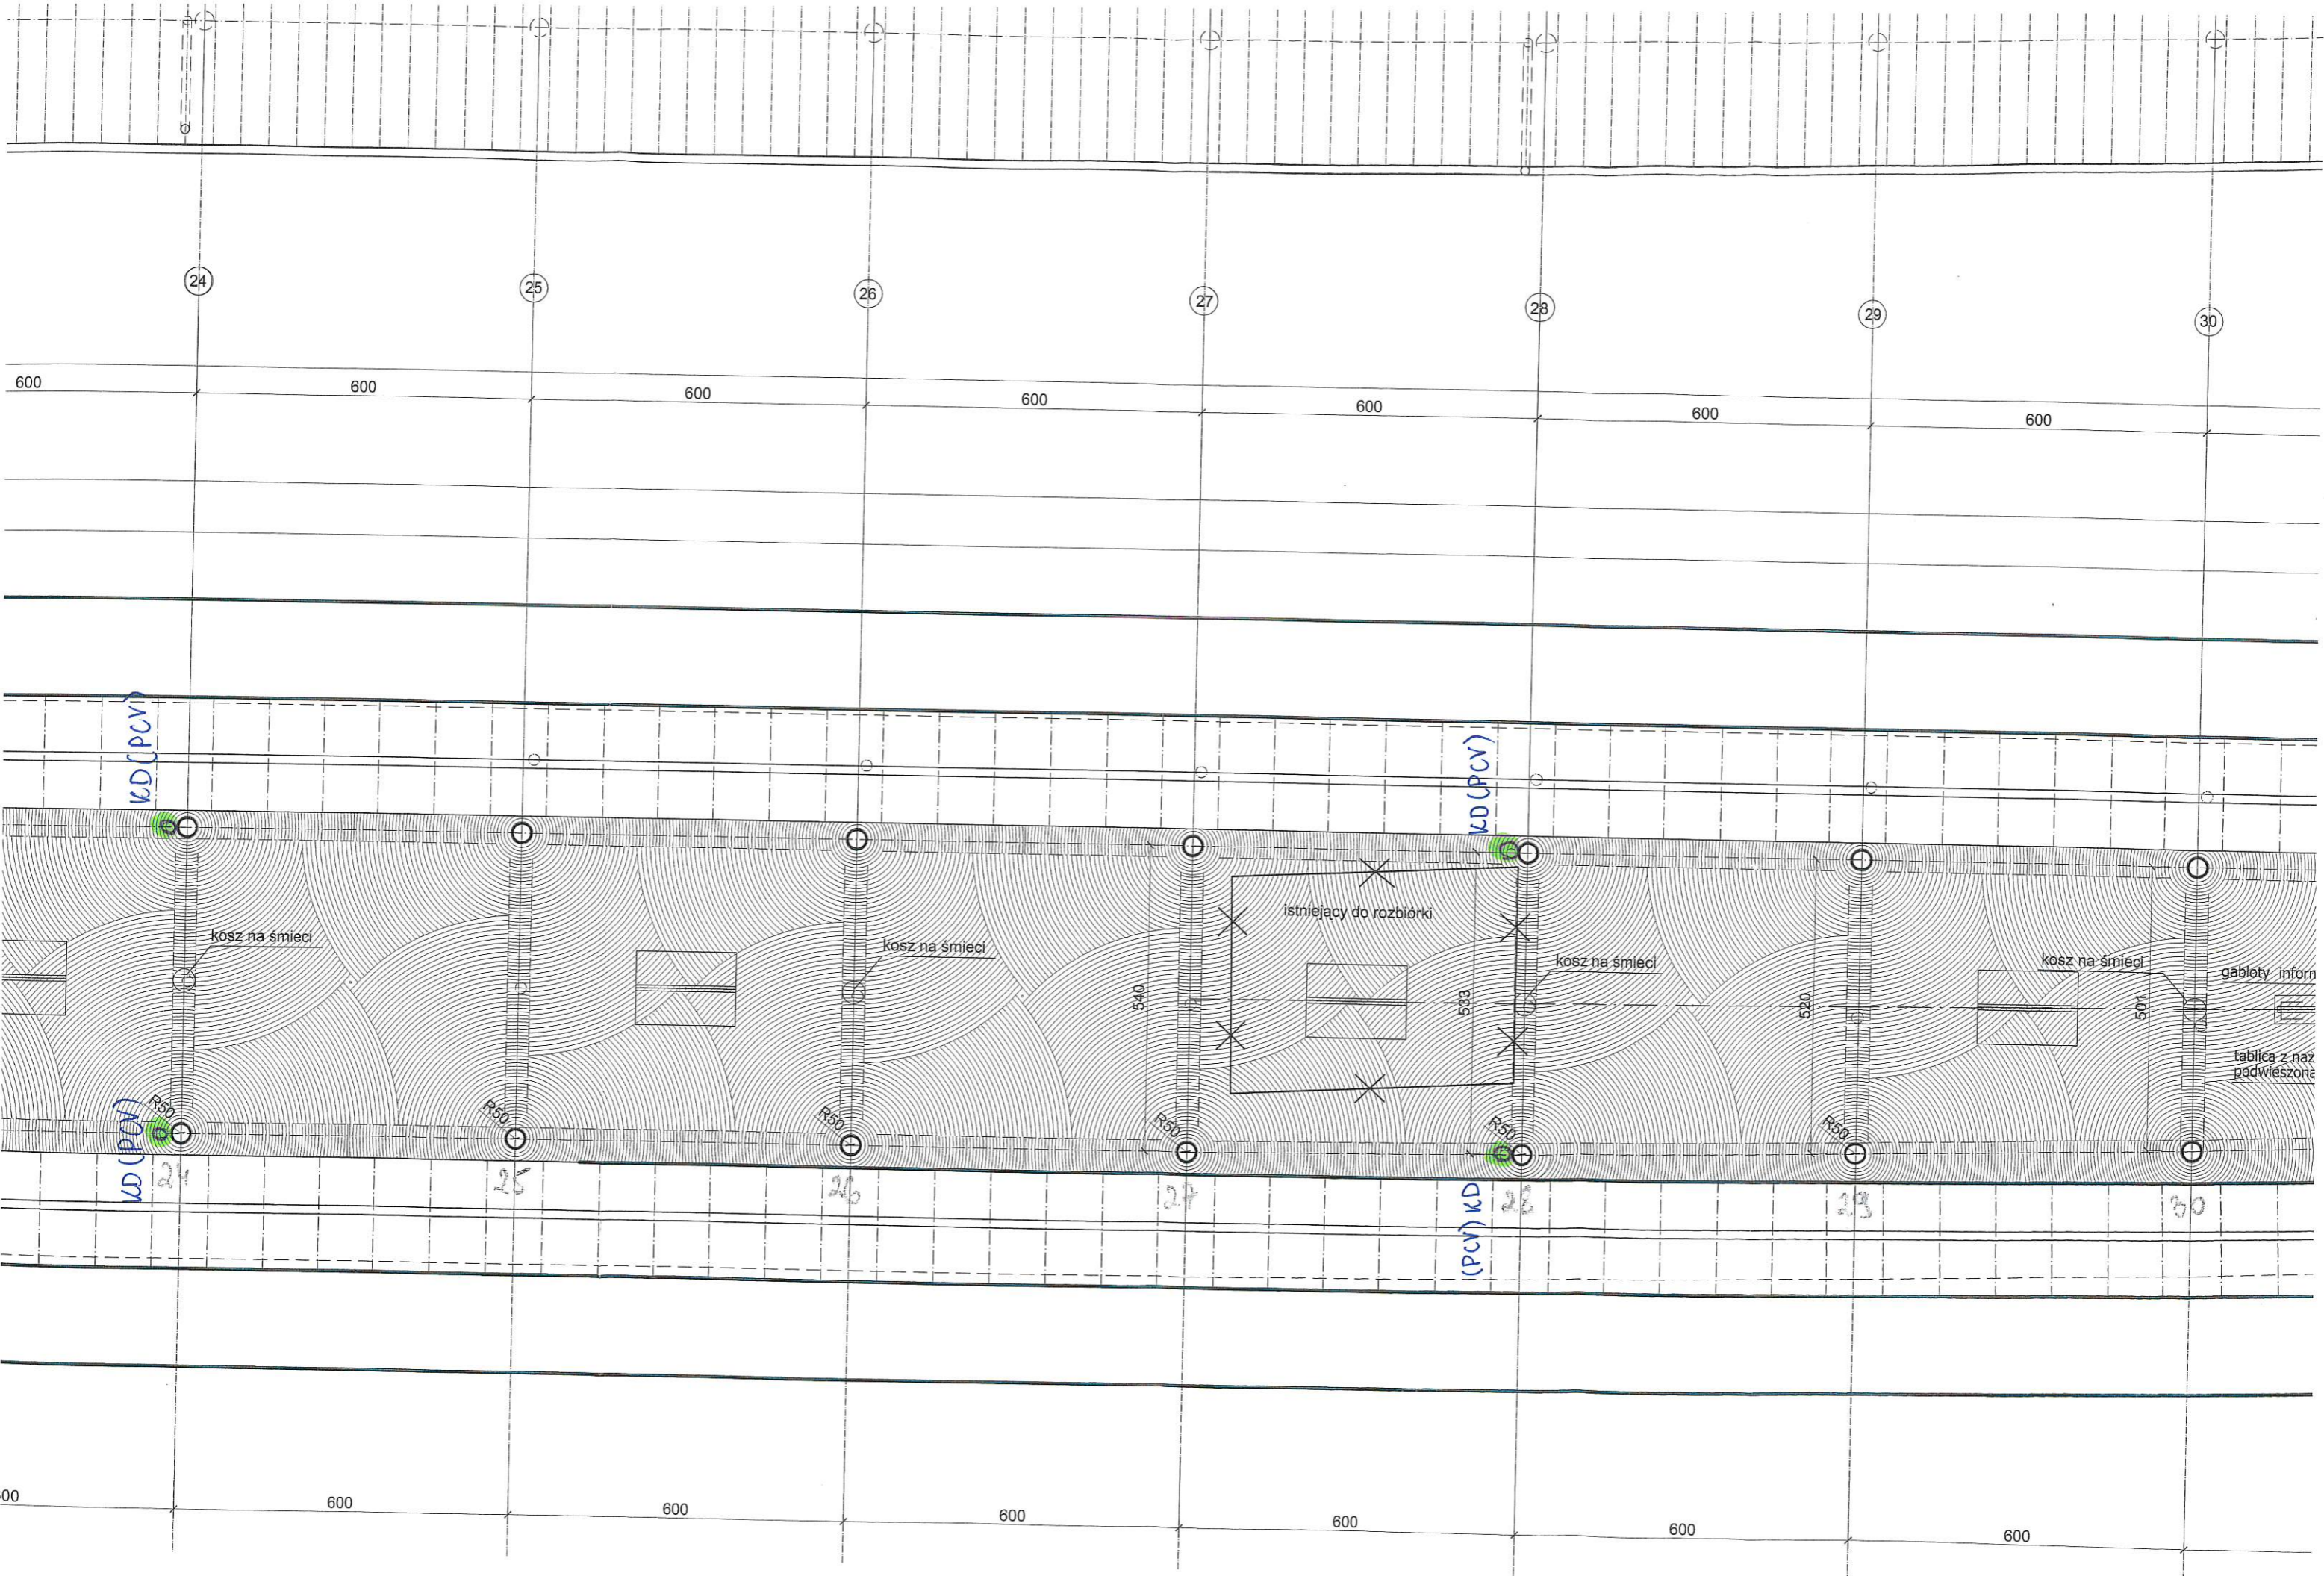 24
25
26
27
28
29
30
600
600
600
600
600
600
600
KD(PCV)
KD(PCV)
istniejący do rozbiórki
kosz na śmieci
kosz na śmieci
kosz na śmieci
kosz na śmieci
gabloty inform
540
533
520
501
tablica z naz
podwieszona
KD(PCV)
R50
R50
R50
R50
R50
R50
24
25
26
27
28
29
30
(PCV) KD
00
600
600
600
600
600
600